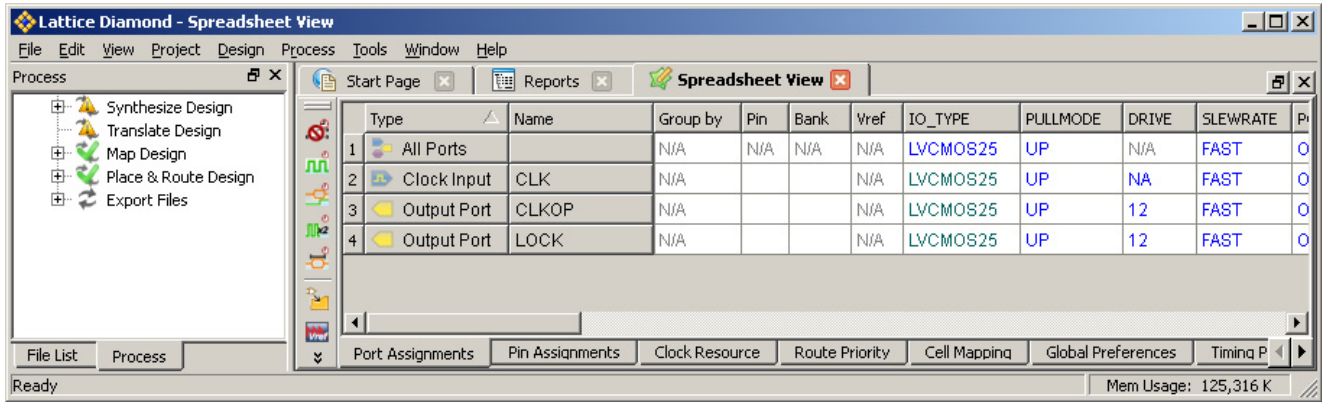 Lattice Diamond - Spreadsheet View
File Edit View Project Design Process Tools Window Help
Process
Synthesize Design
Translate Design
Map Design
Place & Route Design
Export Files
File List Process
Start Page Reports Spreadsheet View
Type Name Group by Pin Bank Vref IO_TYPE PULLMODE DRIVE SLEWRATE
1 All Ports N/A N/A N/A N/A LVCMOS25 UP N/A FAST O
2 Clock Input CLK N/A N/A LVCMOS25 UP NA FAST O
3 Output Port CLKOP N/A N/A LVCMOS25 UP 12 FAST O
4 Output Port LOCK N/A N/A LVCMOS25 UP 12 FAST O
Port Assignments Pin Assignments Clock Resource Route Priority Cell Mapping Global Preferences Timing P
Ready Mem Usage: 125,316 K